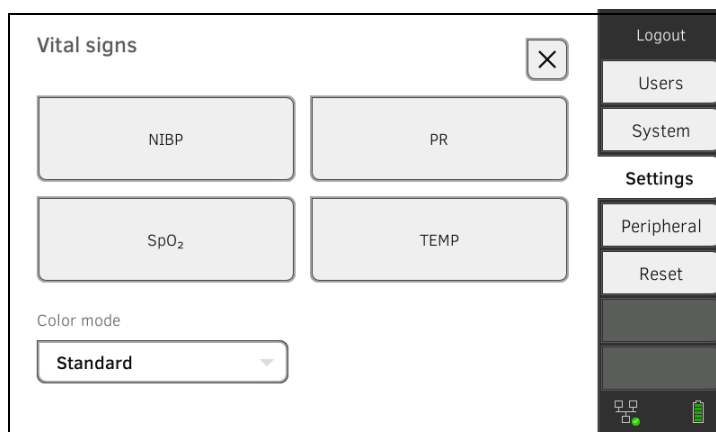 Vital signs
NIBP
PR
SpO₂
TEMP
Color mode
Standard
Logout
Users
System
Settings
Peripheral
Reset